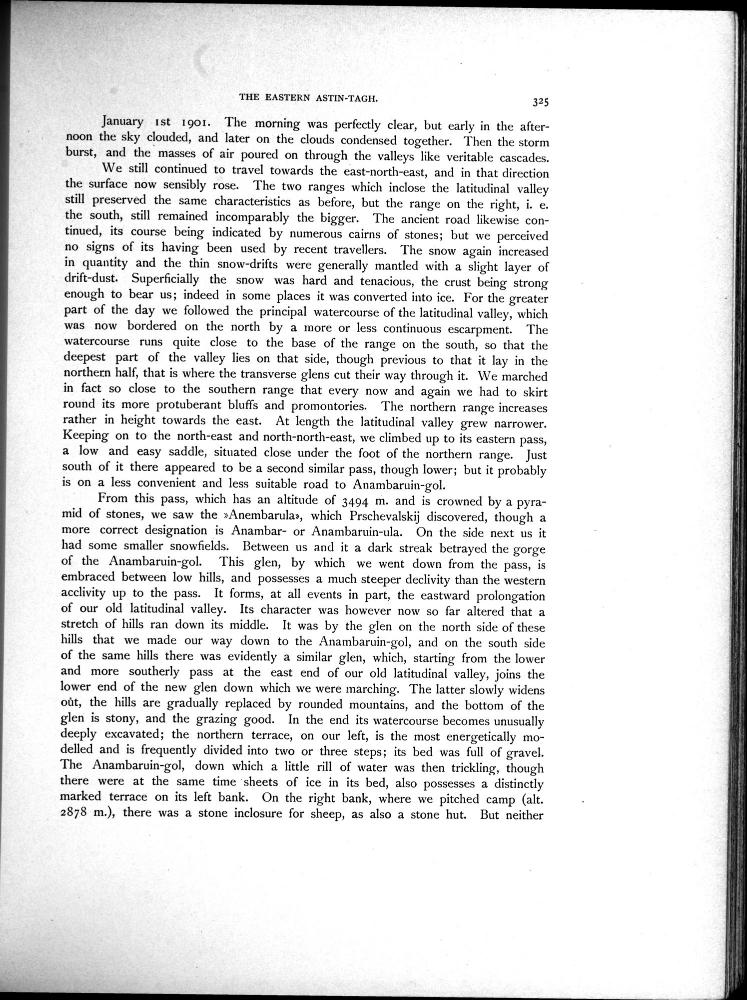 THE EASTERN ASTIN-TAGH.
325
January 1st 1901. The morning was perfectly clear, but early in the after-
noon the sky clouded, and later on the clouds condensed together. Then the storm
burst, and the masses of air poured on through the valleys like veritable cascades.
We still continued to travel towards the east-north-east, and in that direction
the surface now sensibly rose. The two ranges which inclose the latitudinal valley
still preserved the same characteristics as before, but the range on the right, i. e.
the south, still remained incomparably the bigger. The ancient road likewise con-
tinued, its course being indicated by numerous cairns of stones; but we perceived
no signs of its having been used by recent travellers. The snow again increased
in quantity and the thin snow-drifts were generally mantled with a slight layer of
drift-dust. Superficially the snow was hard and tenacious, the crust being strong
enough to bear us; indeed in some places it was converted into ice. For the greater
part of the day we followed the principal watercourse of the latitudinal valley, which
was now bordered on the north by a more or less continuous escarpment. The
watercourse runs quite close to the base of the range on the south, so that the
deepest part of the valley lies on that side, though previous to that it lay in the
northern half, that is where the transverse glens cut their way through it. We marched
in fact so close to the southern range that every now and again we had to skirt
round its more protuberant bluffs and promontories. The northern range increases
rather in height towards the east. At length the latitudinal valley grew narrower.
Keeping on to the north-east and north-north-east, we climbed up to its eastern pass,
a low and easy saddle, situated close under the foot of the northern range. Just
south of it there appeared to be a second similar pass, though lower; but it probably
is on a less convenient and less suitable road to Anambaruin-gol.
From this pass, which has an altitude of 3494 m. and is crowned by a pyra-
mid of stones, we saw the »Anembarula», which Prschevalskij discovered, though a
more correct designation is Anambar- or Anambaruin-ula. On the side next us it
had some smaller snowfields. Between us and it a dark streak betrayed the gorge
of the Anambaruin-gol. This glen, by which we went down from the pass, is
embraced between low hills, and possesses a much steeper declivity than the western
acclivity up to the pass. It forms, at all events in part, the eastward prolongation
of our old latitudinal valley. Its character was however now so far altered that a
stretch of hills ran down its middle. It was by the glen on the north side of these
hills that we made our way down to the Anambaruin-gol, and on the south side
of the same hills there was evidently a similar glen, which, starting from the lower
and more southerly pass at the east end of our old latitudinal valley, joins the
lower end of the new glen down which we were marching. The latter slowly widens
oût, the hills are gradually replaced by rounded mountains, and the bottom of the
glen is stony, and the grazing good. In the end its watercourse becomes unusually
deeply excavated; the northern terrace, on our left, is the most energetically mo-
delled and is frequently divided into two or three steps; its bed was full of gravel.
The Anambaruin-gol, down which a little rill of water was then trickling, though
there were at the same time sheets of ice in its bed, also possesses a distinctly
marked terrace on its left bank. On the right bank, where we pitched camp (alt.
2878 m.), there was a stone inclosure for sheep, as also a stone hut. But neither